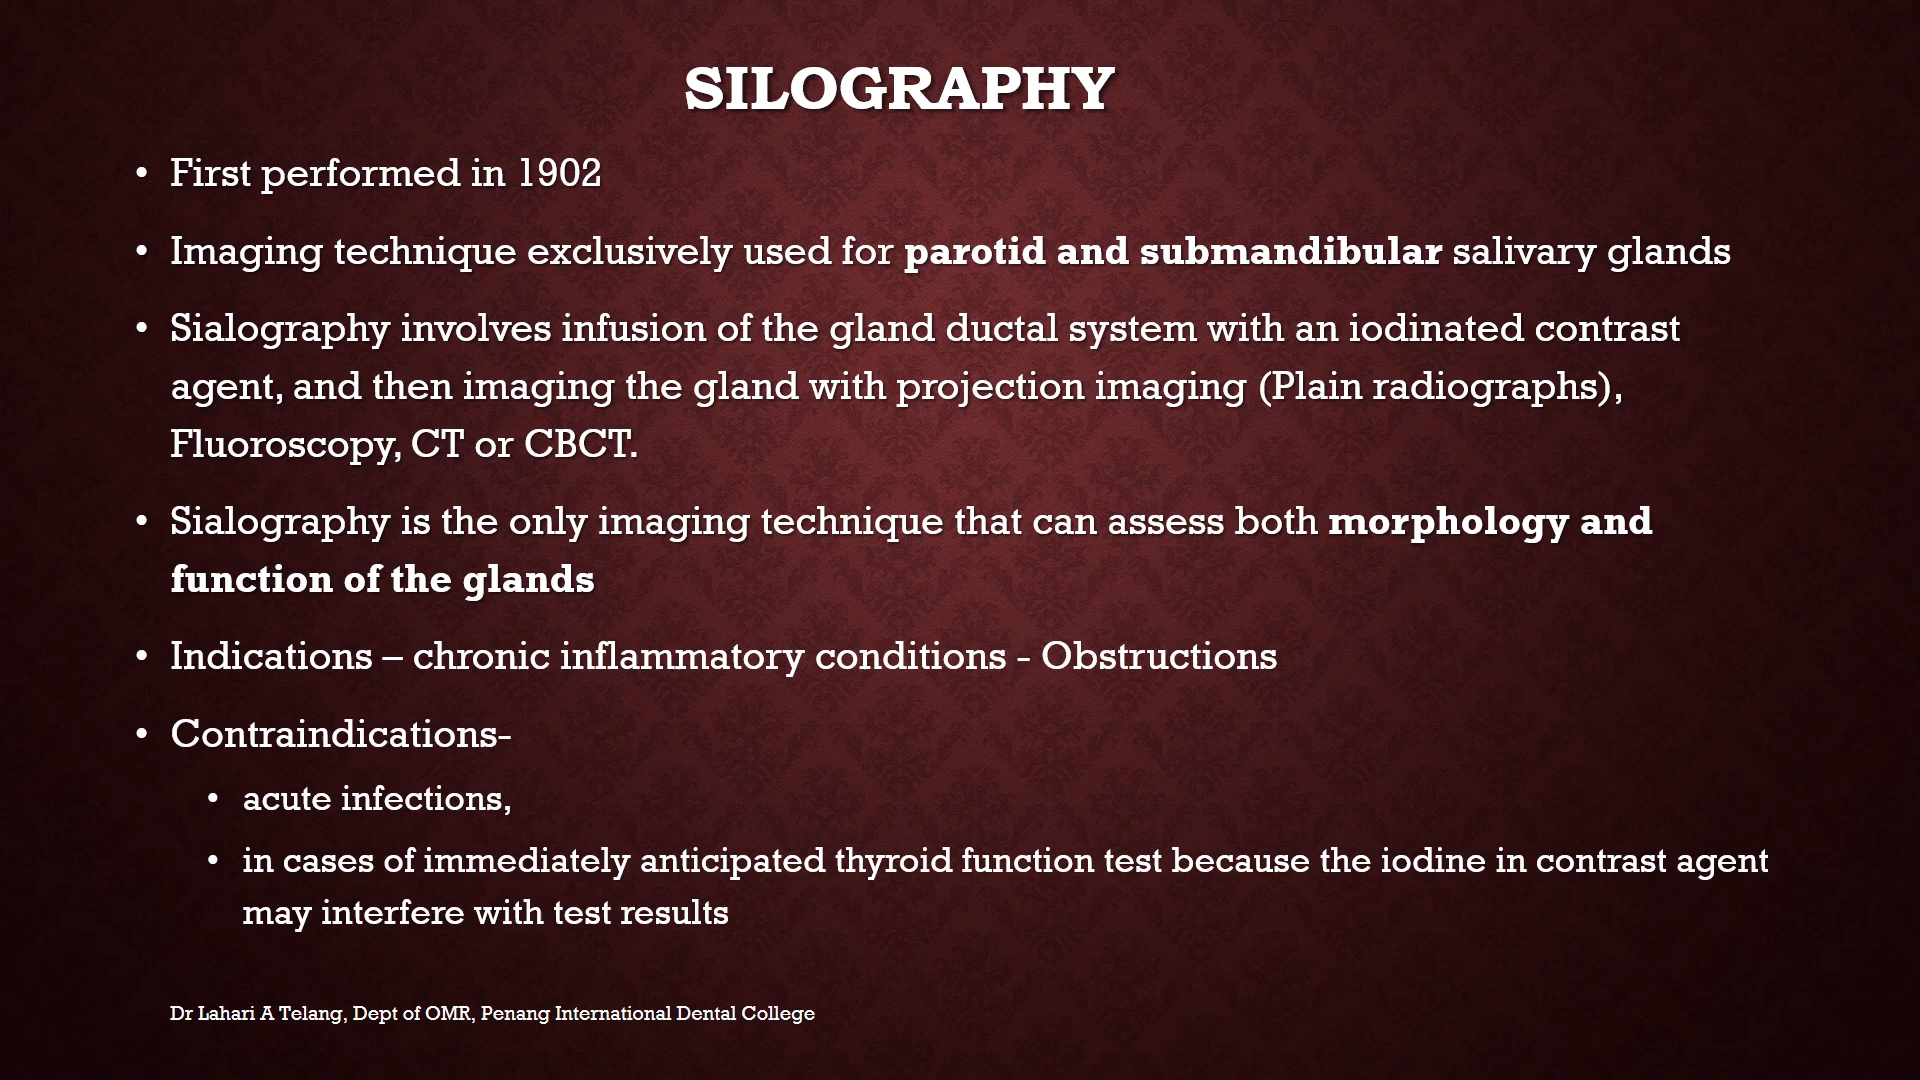 SILOGRAPHY
• First performed in 1902
• Imaging technique exclusively used for parotid and submandibular salivary glands
• Sialography involves infusion of the gland ductal system with an iodinated contrast
agent, and then imaging the gland with projection imaging (Plain radiographs),
Fluoroscopy, CT or CBCT.
• Sialography is the only imaging technique that can assess both morphology and
function of the glands
• Indications – chronic inflammatory conditions - Obstructions
• Contraindications-
• acute infections,
• in cases of immediately anticipated thyroid function test because the iodine in contrast agent
may interfere with test results
Dr Lahari A Telang, Dept of OMR, Penang International Dental College